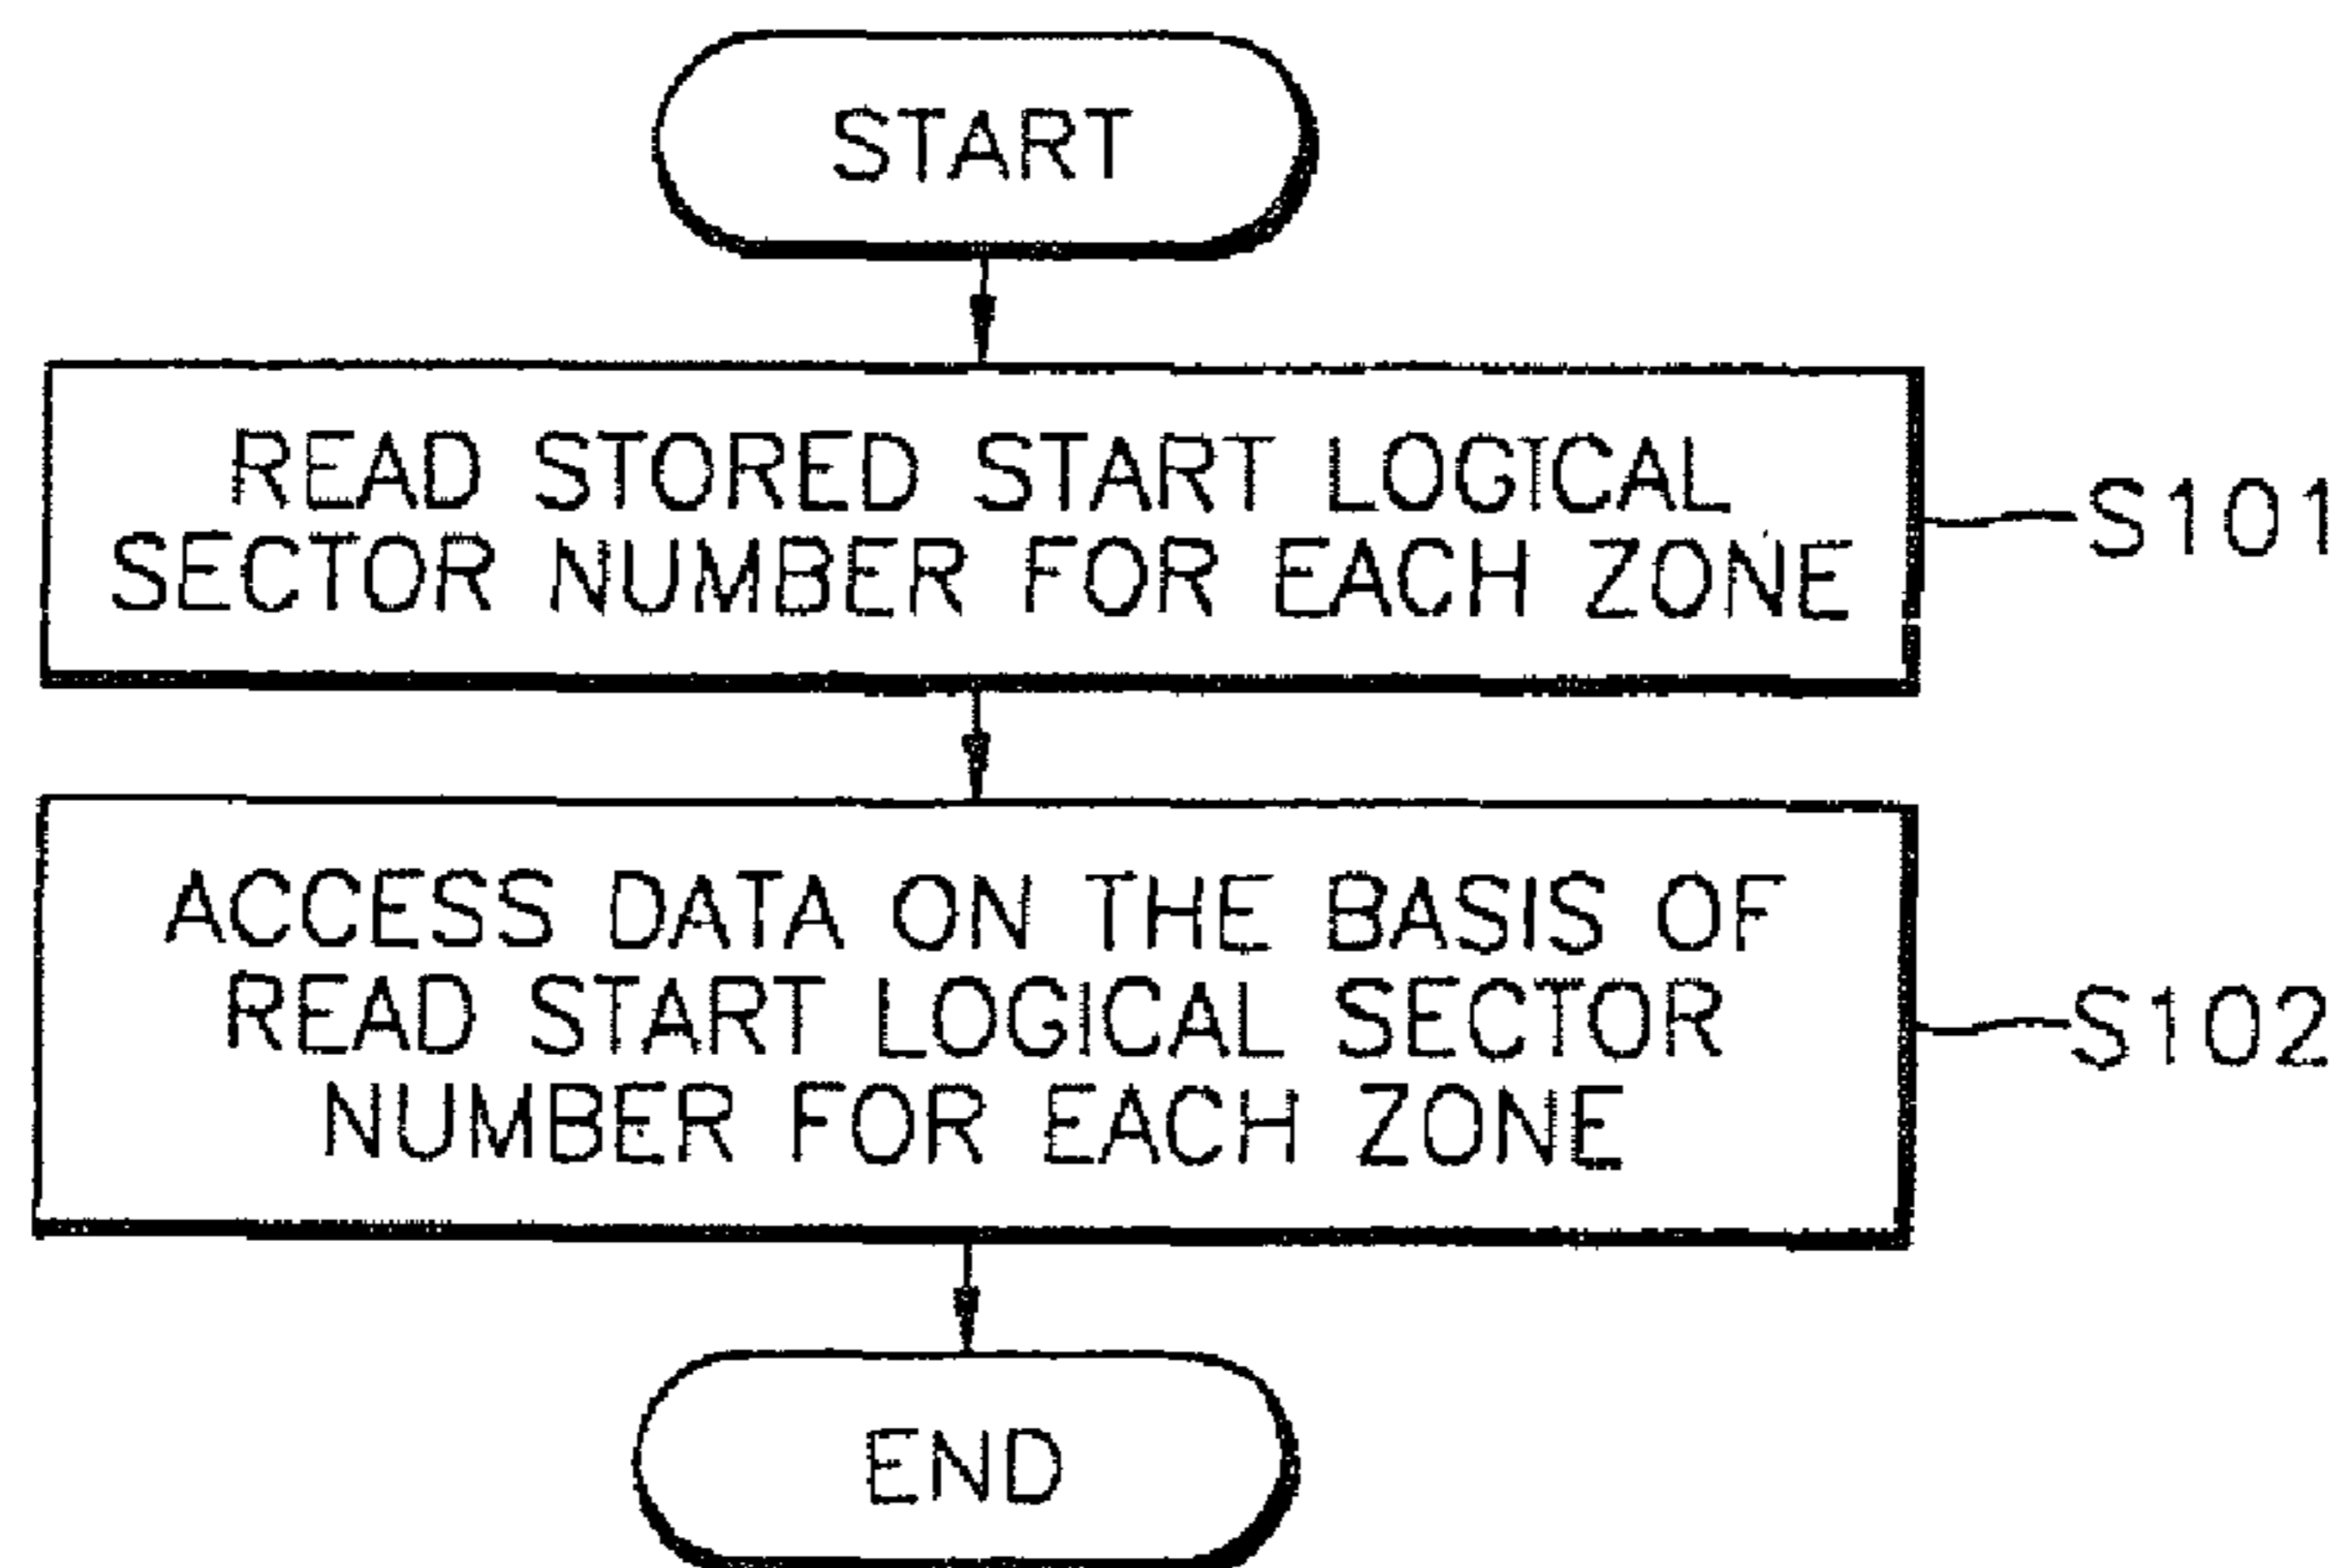 START
READ STORED START LOGICAL
SECTOR NUMBER FOR EACH ZONE
S101
ACCESS DATA ON THE BASIS OF
READ START LOGICAL SECTOR
NUMBER FOR EACH ZONE
S102
END